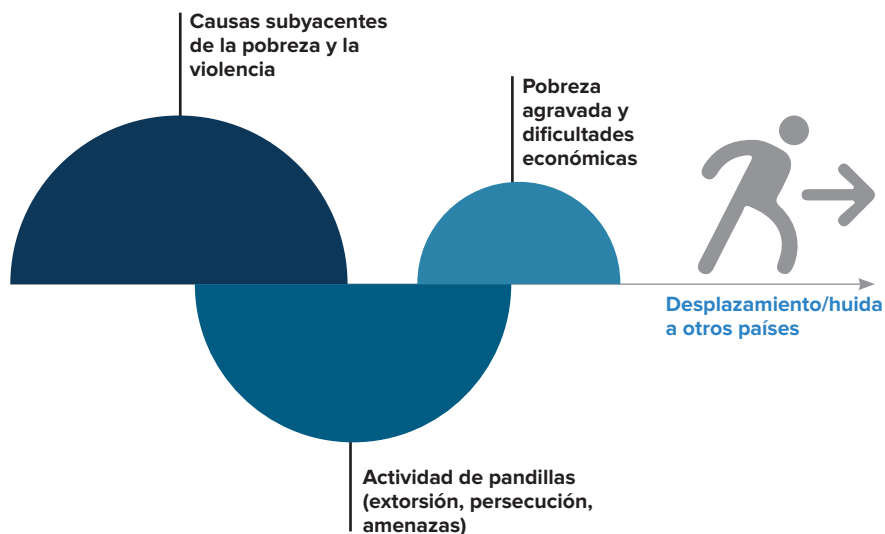 Causas subyacentes
de la pobreza y la
violencia
Pobreza
agravada y
dificultades
económicas
Desplazamiento/huida
a otros países
Actividad de pandillas
(extorsión, persecución,
amenazas)